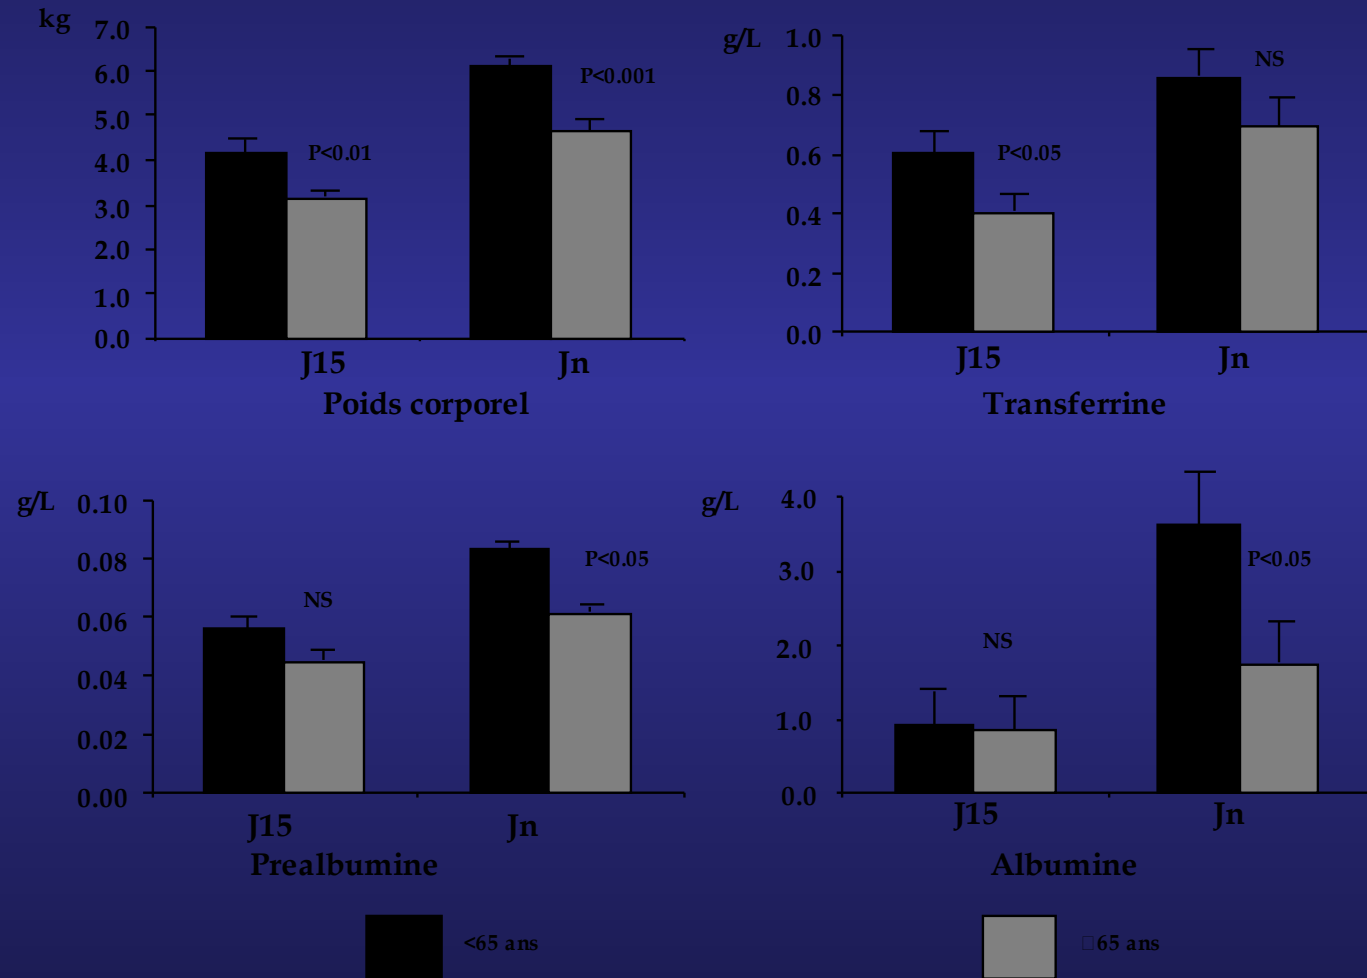 kg
7.0
6.0
5.0
4.0
3.0
2.0
1.0
0.0
P<0.01
P<0.001
J15 Jn
Poids corporel
g/L
1.0
0.8
0.6
0.4
0.2
0.0
P<0.05
NS
J15 Jn
Transferrine
g/L
0.10
0.08
0.06
0.04
0.02
0.00
NS
P<0.05
J15 Jn
Prealbumine
g/L
4.0
3.0
2.0
1.0
0.0
NS
P<0.05
J15 Jn
Albumine
<65 ans
□65 ans